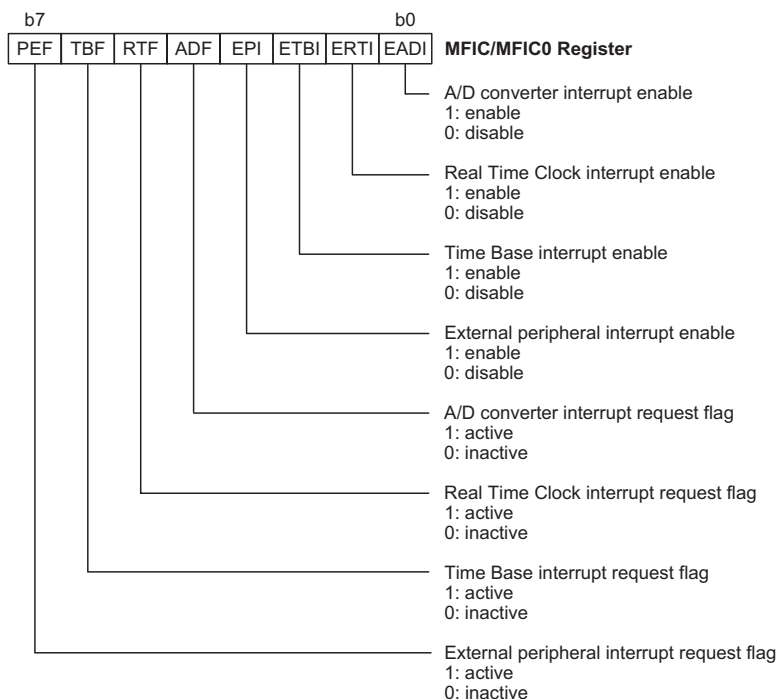 b7 b0
PEF TBF RTF ADF EPI ETBI ERTI EADI MFIC/MFIC0 Register
A/D converter interrupt enable
1: enable
0: disable
Real Time Clock interrupt enable
1: enable
0: disable
Time Base interrupt enable
1: enable
0: disable
External peripheral interrupt enable
1: enable
0: disable
A/D converter interrupt request flag
1: active
0: inactive
Real Time Clock interrupt request flag
1: active
0: inactive
Time Base interrupt request flag
1: active
0: inactive
External peripheral interrupt request flag
1: active
0: inactive